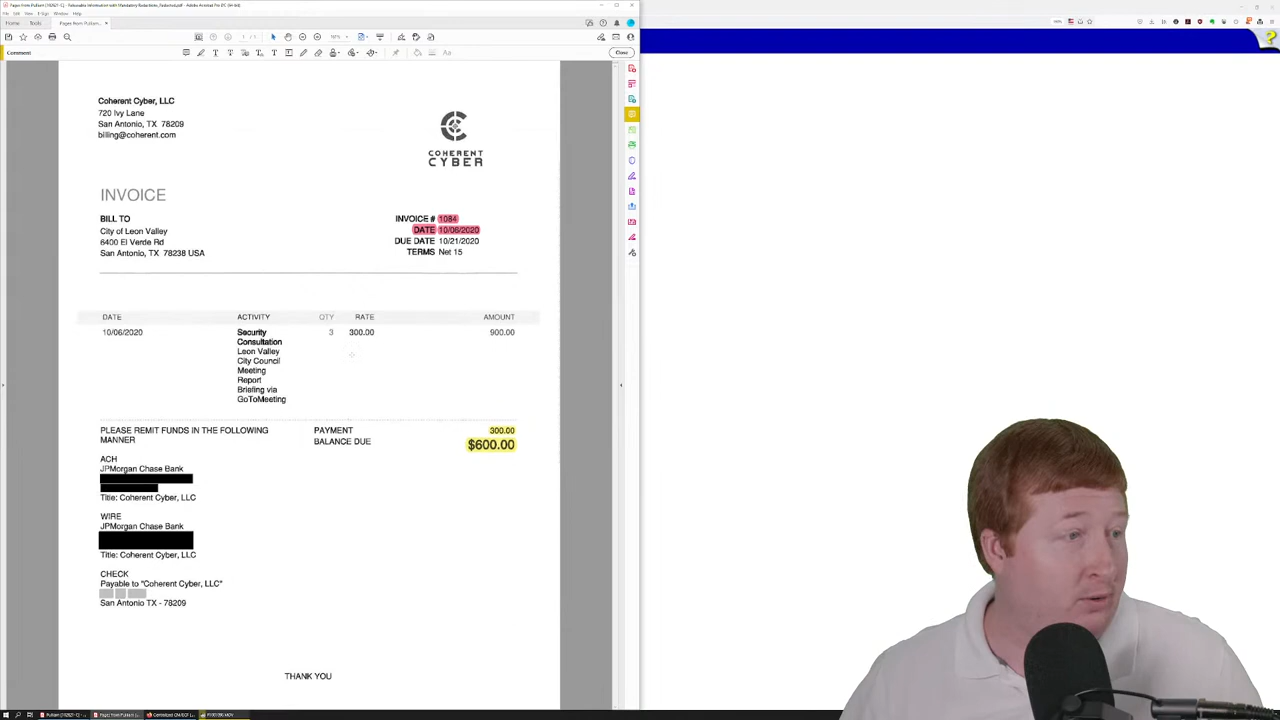 Home Tools
Comment
Close
Coherent Cyber, LLC
720 Ivy Lane
San Antonio, TX 78209
billing@coherent.com
COHERENT
CYBER
INVOICE
BILL TO
City of Leon Valley
6400 El Verde Rd
San Antonio, TX 78238 USA
INVOICE # 1084
DATE 10/06/2020
DUE DATE 10/21/2020
TERMS Net 15
DATE ACTIVITY QTY RATE AMOUNT
10/06/2020 Security 3 300.00 900.00
Consultation
Leon Valley
City Council
Meeting
Report
Briefing via
GoToMeeting
PLEASE REMIT FUNDS IN THE FOLLOWING
MANNER
PAYMENT 300.00
BALANCE DUE $600.00
ACH
JPMorgan Chase Bank
Title: Coherent Cyber, LLC
WIRE
JPMorgan Chase Bank
Title: Coherent Cyber, LLC
CHECK
Payable to "Coherent Cyber, LLC"
San Antonio TX - 78209
THANK YOU